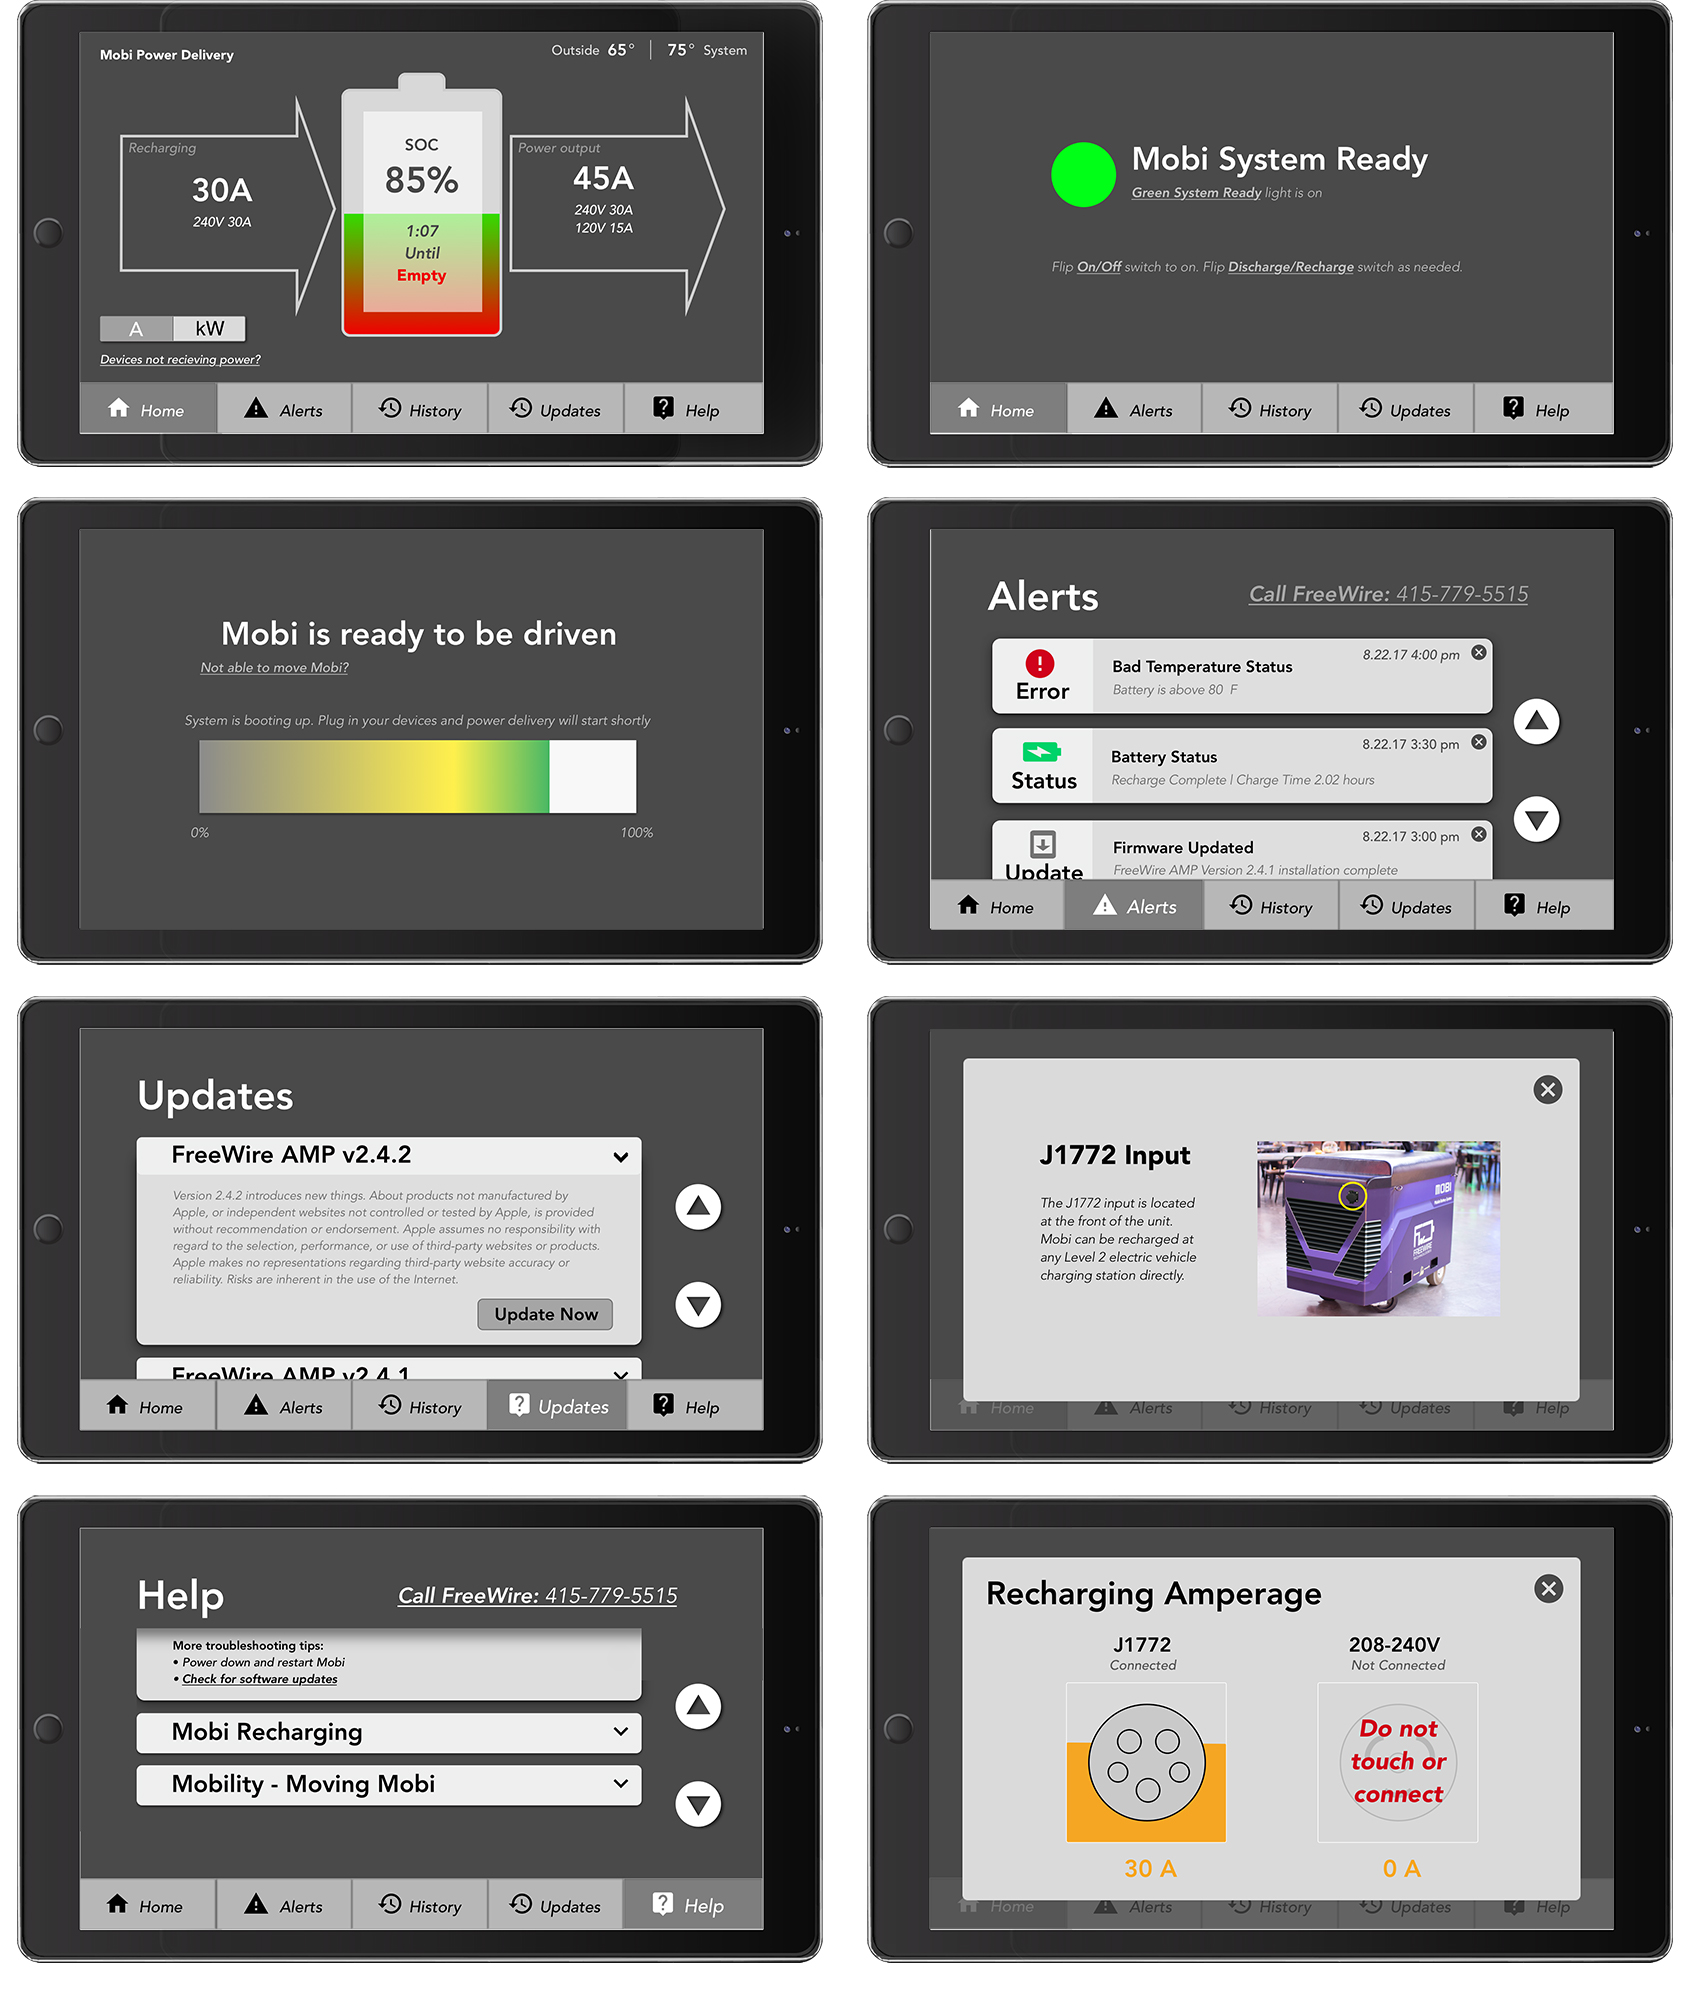 Mobi Power Delivery
Outside 65° | 75° System
Recharging
30A
240V 30A
SOC
85%
1:07
Until
Empty
Power output
45A
240V 30A
120V 15A
A kW
Devices not recieving power?
Home Alerts History Updates Help
Mobi System Ready
Green System Ready light is on
Flip On/Off switch to on. Flip Discharge/Recharge switch as needed.
Home Alerts History Updates Help
Mobi is ready to be driven
Not able to move Mobi?
System is booting up. Plug in your devices and power delivery will start shortly
0% 100%
Alerts
Call FreeWire: 415-779-5515
Error
Bad Temperature Status
8.22.17 4:00 pm
Battery is above 80 F
Status
Battery Status
8.22.17 3:30 pm
Recharge Complete | Charge Time 2.02 hours
Update
Firmware Updated
8.22.17 3:00 pm
FreeWire AMP Version 2.4.1 installation complete
Home Alerts History Updates Help
Updates
FreeWire AMP v2.4.2
Version 2.4.2 introduces new things. About products not manufactured by
Apple, or independent websites not controlled or tested by Apple, is provided
without recommendation or endorsement. Apple assumes no responsibility with
regard to the selection, performance, or use of third-party websites or products.
Apple makes no representations regarding third-party website accuracy or
reliability. Risks are inherent in the use of the Internet.
Update Now
FreeWire AMP v2.4.1
Home Alerts History Updates Help
J1772 Input
The J1772 input is located
at the front of the unit.
Mobi can be recharged at
any Level 2 electric vehicle
charging station directly.
MOBI
FREEWIRE
Home Alerts History Updates Help
Help
Call FreeWire: 415-779-5515
More troubleshooting tips:
• Power down and restart Mobi
• Check for software updates
Mobi Recharging
Mobility - Moving Mobi
Home Alerts History Updates Help
Recharging Amperage
J1772
Connected
30 A
208-240V
Not Connected
Do not
touch or
connect
0 A
Home Alerts History Updates Help